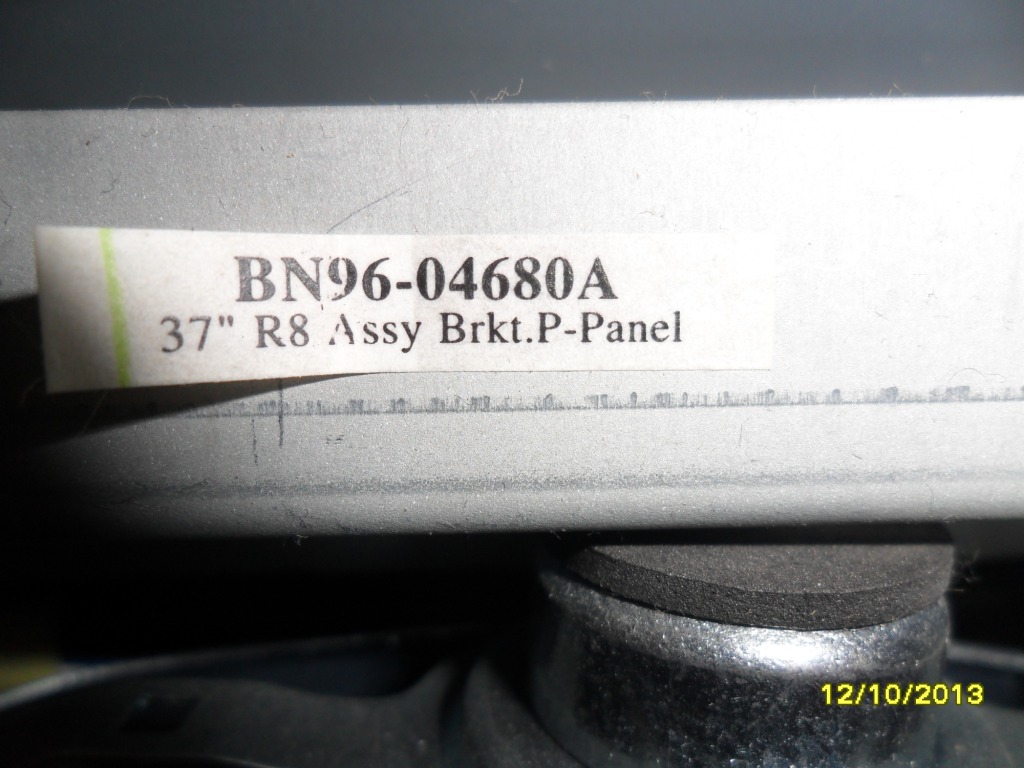 BN96-04680A
37" R8 Assy Brkt.P-Panel
12/10/2013